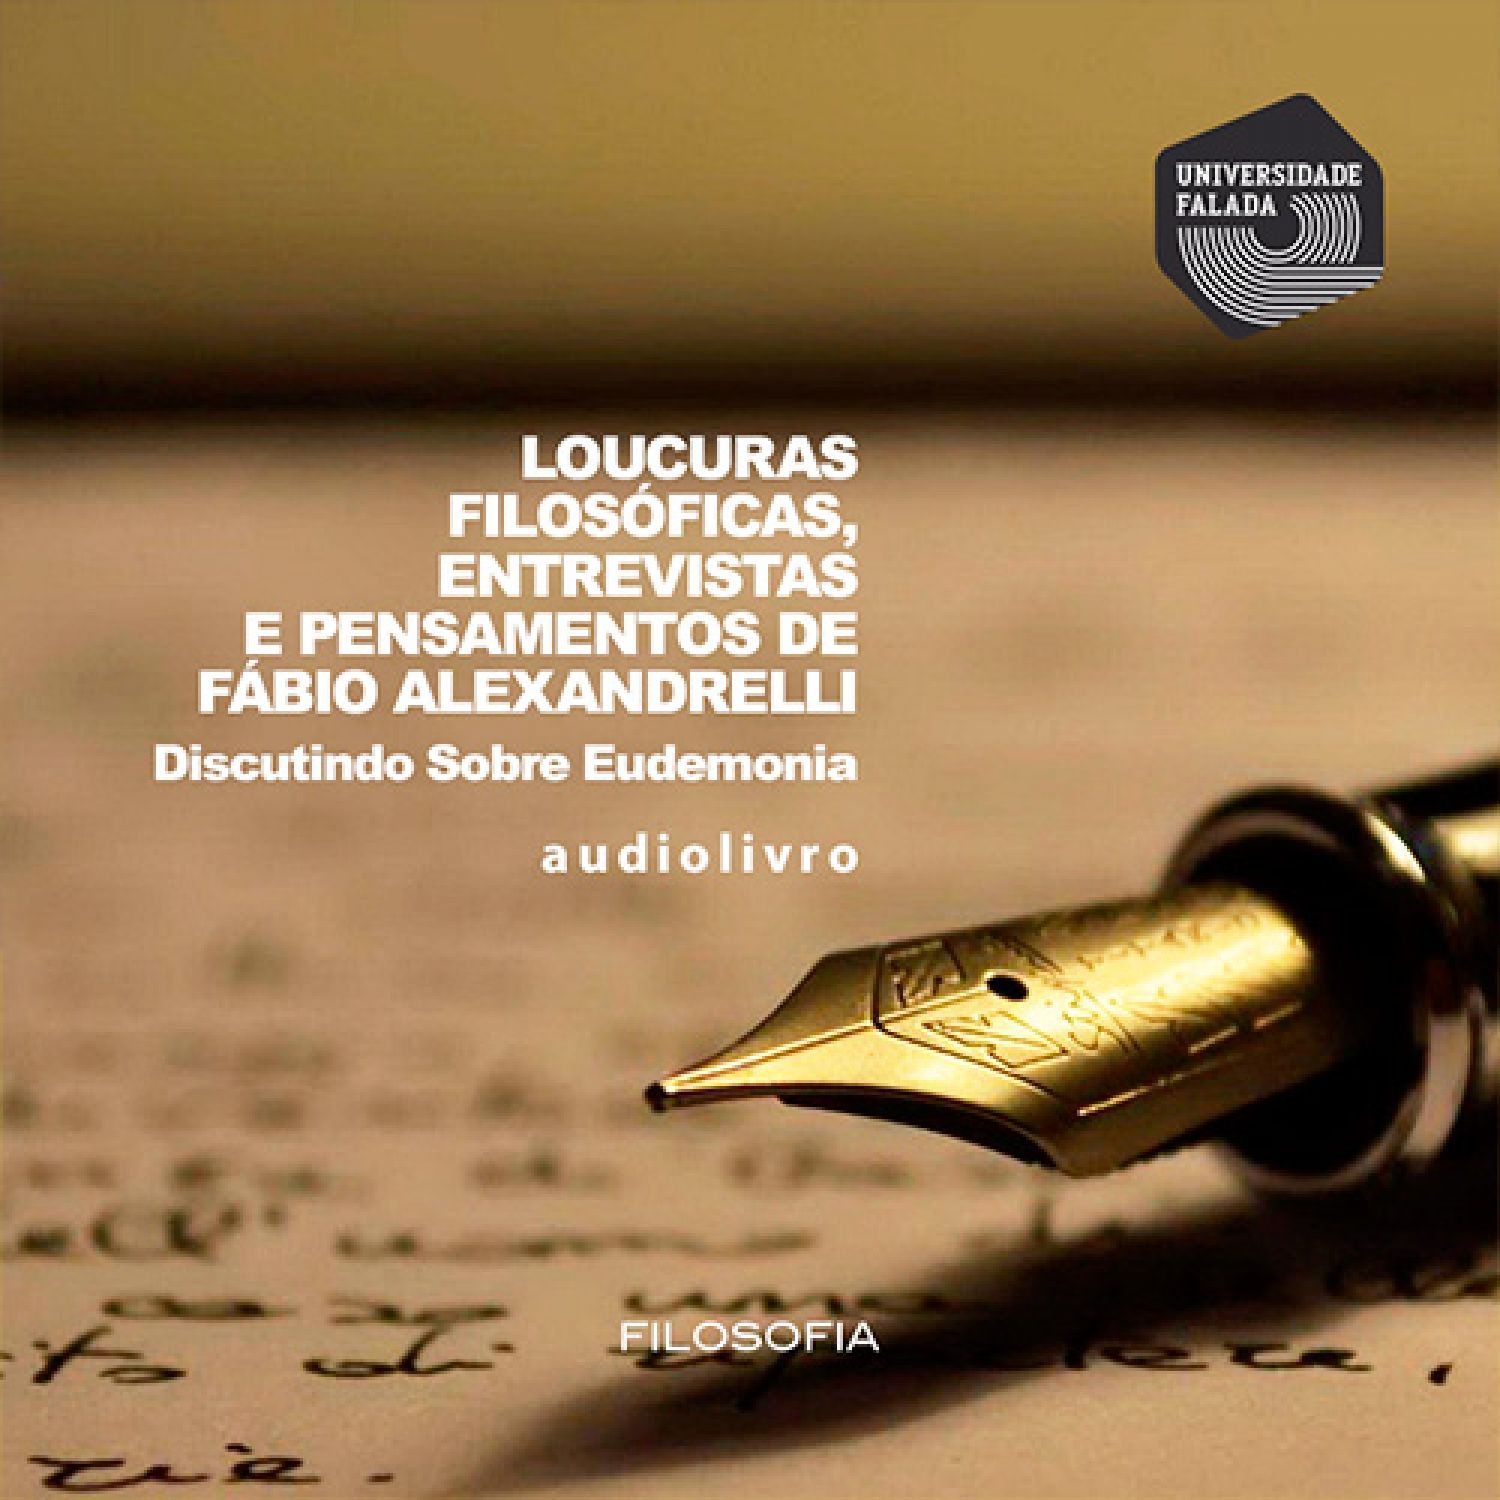 UNIVERSIDADE
FALADA
LOUCURAS
FILOSÓFICAS,
ENTREVISTAS
E PENSAMENTOS DE
FÁBIO ALEXANDRELLI
Discutindo Sobre Eudemonia
audiolivro
FILOSOFIA